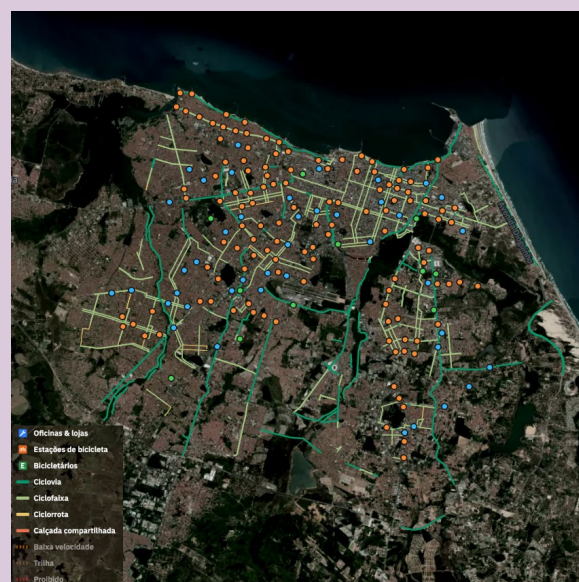 Oficinas & lojas
Estações de bicicleta
E Bicicletários
Ciclovia
Ciclofaixa
Ciclorrota
Calçada compartilhada
Baixa velocidade
Trilha
Proibido